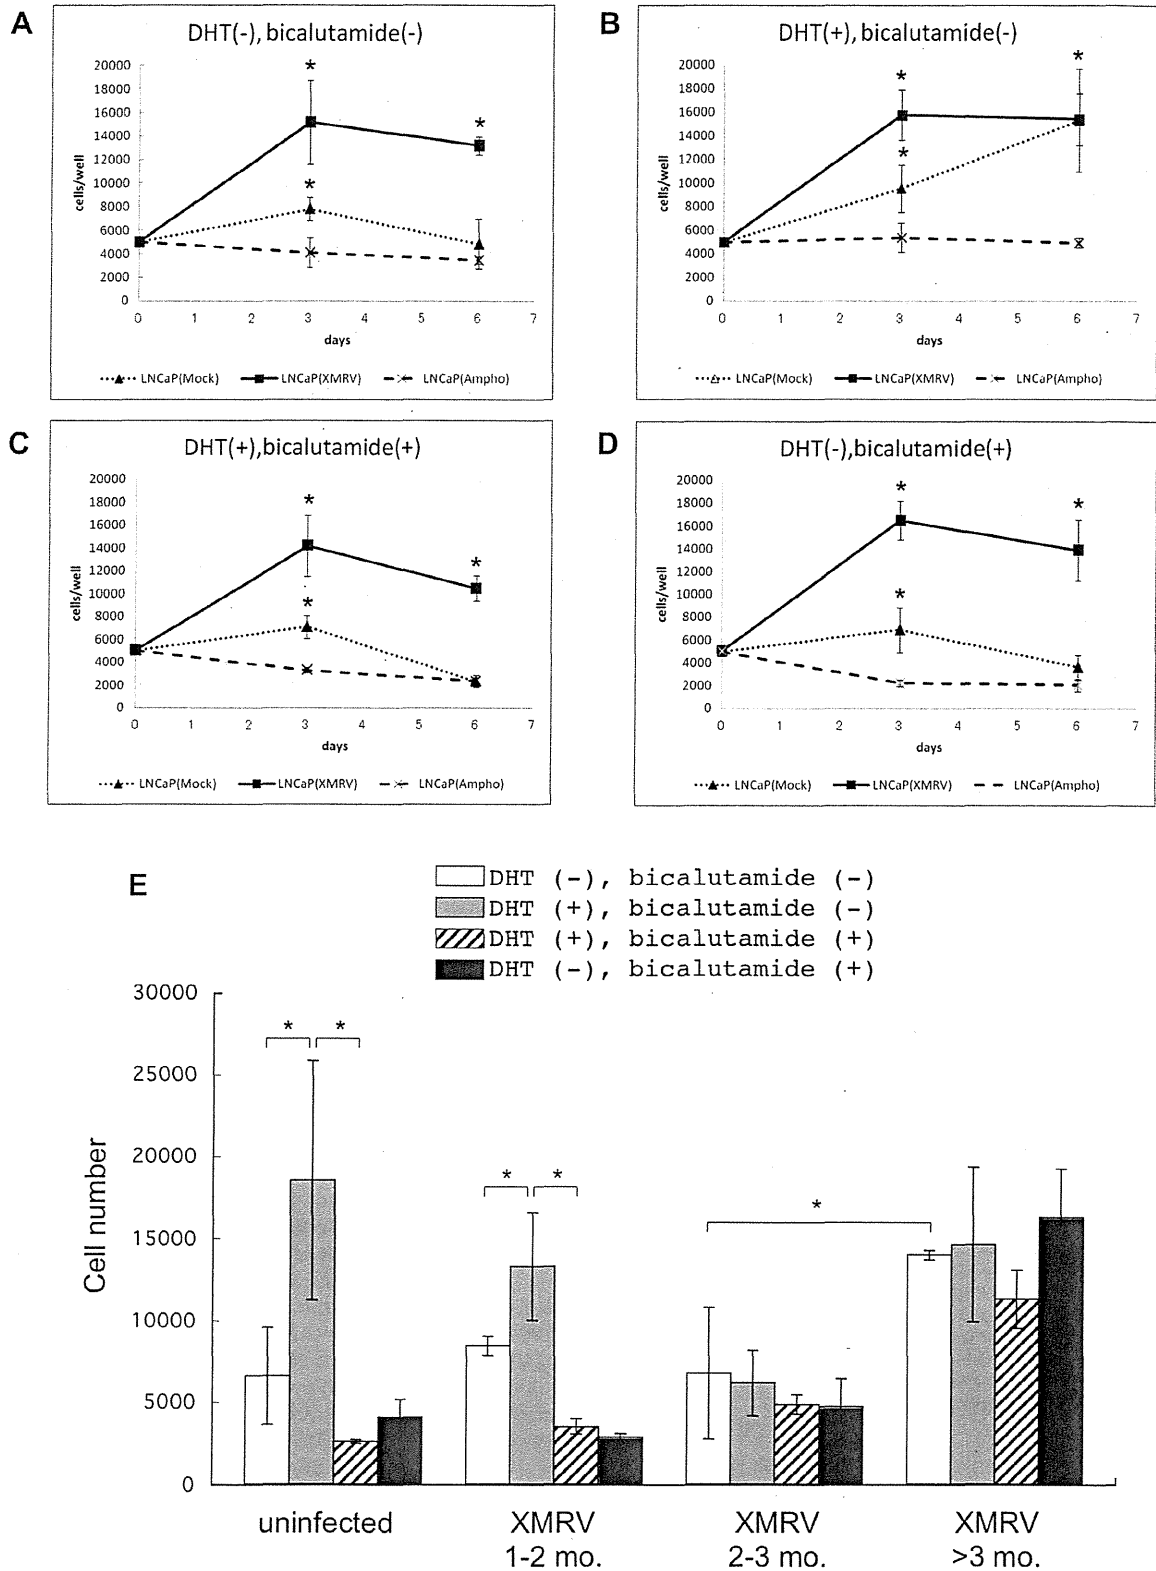 A
DHT(-), bicalutamide(-)
20000
18000
16000
14000
12000
10000
8000
6000
4000
2000
0
cells/well
* * *
0 1 2 3 4 5 6 7
days
LNCaP(Mock) LNCaP(XMRV) LNCaP(Ampho)
B
DHT(+), bicalutamide(-)
20000
18000
16000
14000
12000
10000
8000
6000
4000
2000
0
cells/well
* * *
0 1 2 3 4 5 6 7
days
LNCaP(Mock) LNCaP(XMRV) LNCaP(Ampho)
C
DHT(+),bicalutamide(+)
20000
18000
16000
14000
12000
10000
8000
6000
4000
2000
0
cells/well
* * *
0 1 2 3 4 5 6 7
days
LNCaP(Mock) LNCaP(XMRV) LNCaP(Ampho)
D
DHT(-),bicalutamide(+)
20000
18000
16000
14000
12000
10000
8000
6000
4000
2000
0
cells/well
* * *
0 1 2 3 4 5 6 7
days
LNCaP(Mock) LNCaP(XMRV) LNCaP(Ampho)
E
DHT (-), bicalutamide (-)
DHT (+), bicalutamide (-)
DHT (+), bicalutamide (+)
DHT (-), bicalutamide (+)
30000
25000
20000
15000
10000
5000
0
Cell number
* *
* *
*
uninfected
XMRV
1-2 mo.
XMRV
2-3 mo.
XMRV
>3 mo.